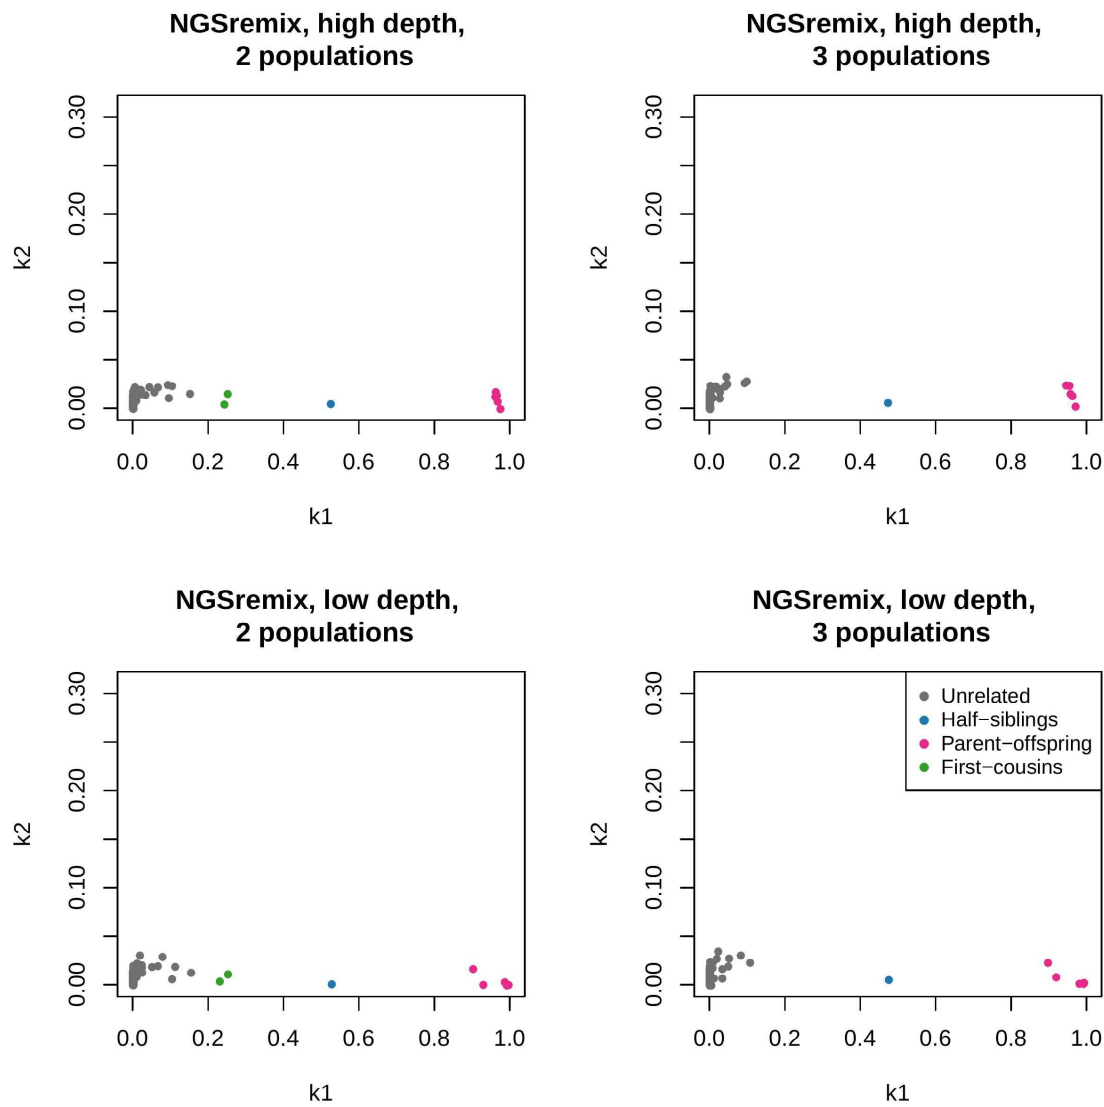 NGSremix, high depth,
2 populations
0.30
0.20
0.10
0.00
k2
0.0 0.2 0.4 0.6 0.8 1.0
k1
NGSremix, high depth,
3 populations
0.30
0.20
0.10
0.00
k2
0.0 0.2 0.4 0.6 0.8 1.0
k1
NGSremix, low depth,
2 populations
0.30
0.20
0.10
0.00
k2
0.0 0.2 0.4 0.6 0.8 1.0
k1
NGSremix, low depth,
3 populations
0.30
0.20
0.10
0.00
k2
Unrelated
Half−siblings
Parent−offspring
First−cousins
0.0 0.2 0.4 0.6 0.8 1.0
k1